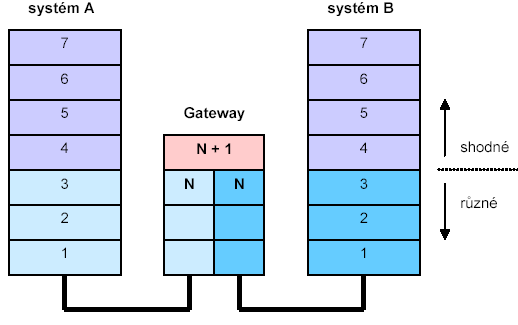 systém A
systém B
7
6
5
4
3
2
1
Gateway
N + 1
N N
7
6
5
4
3
2
1
shodné
různé